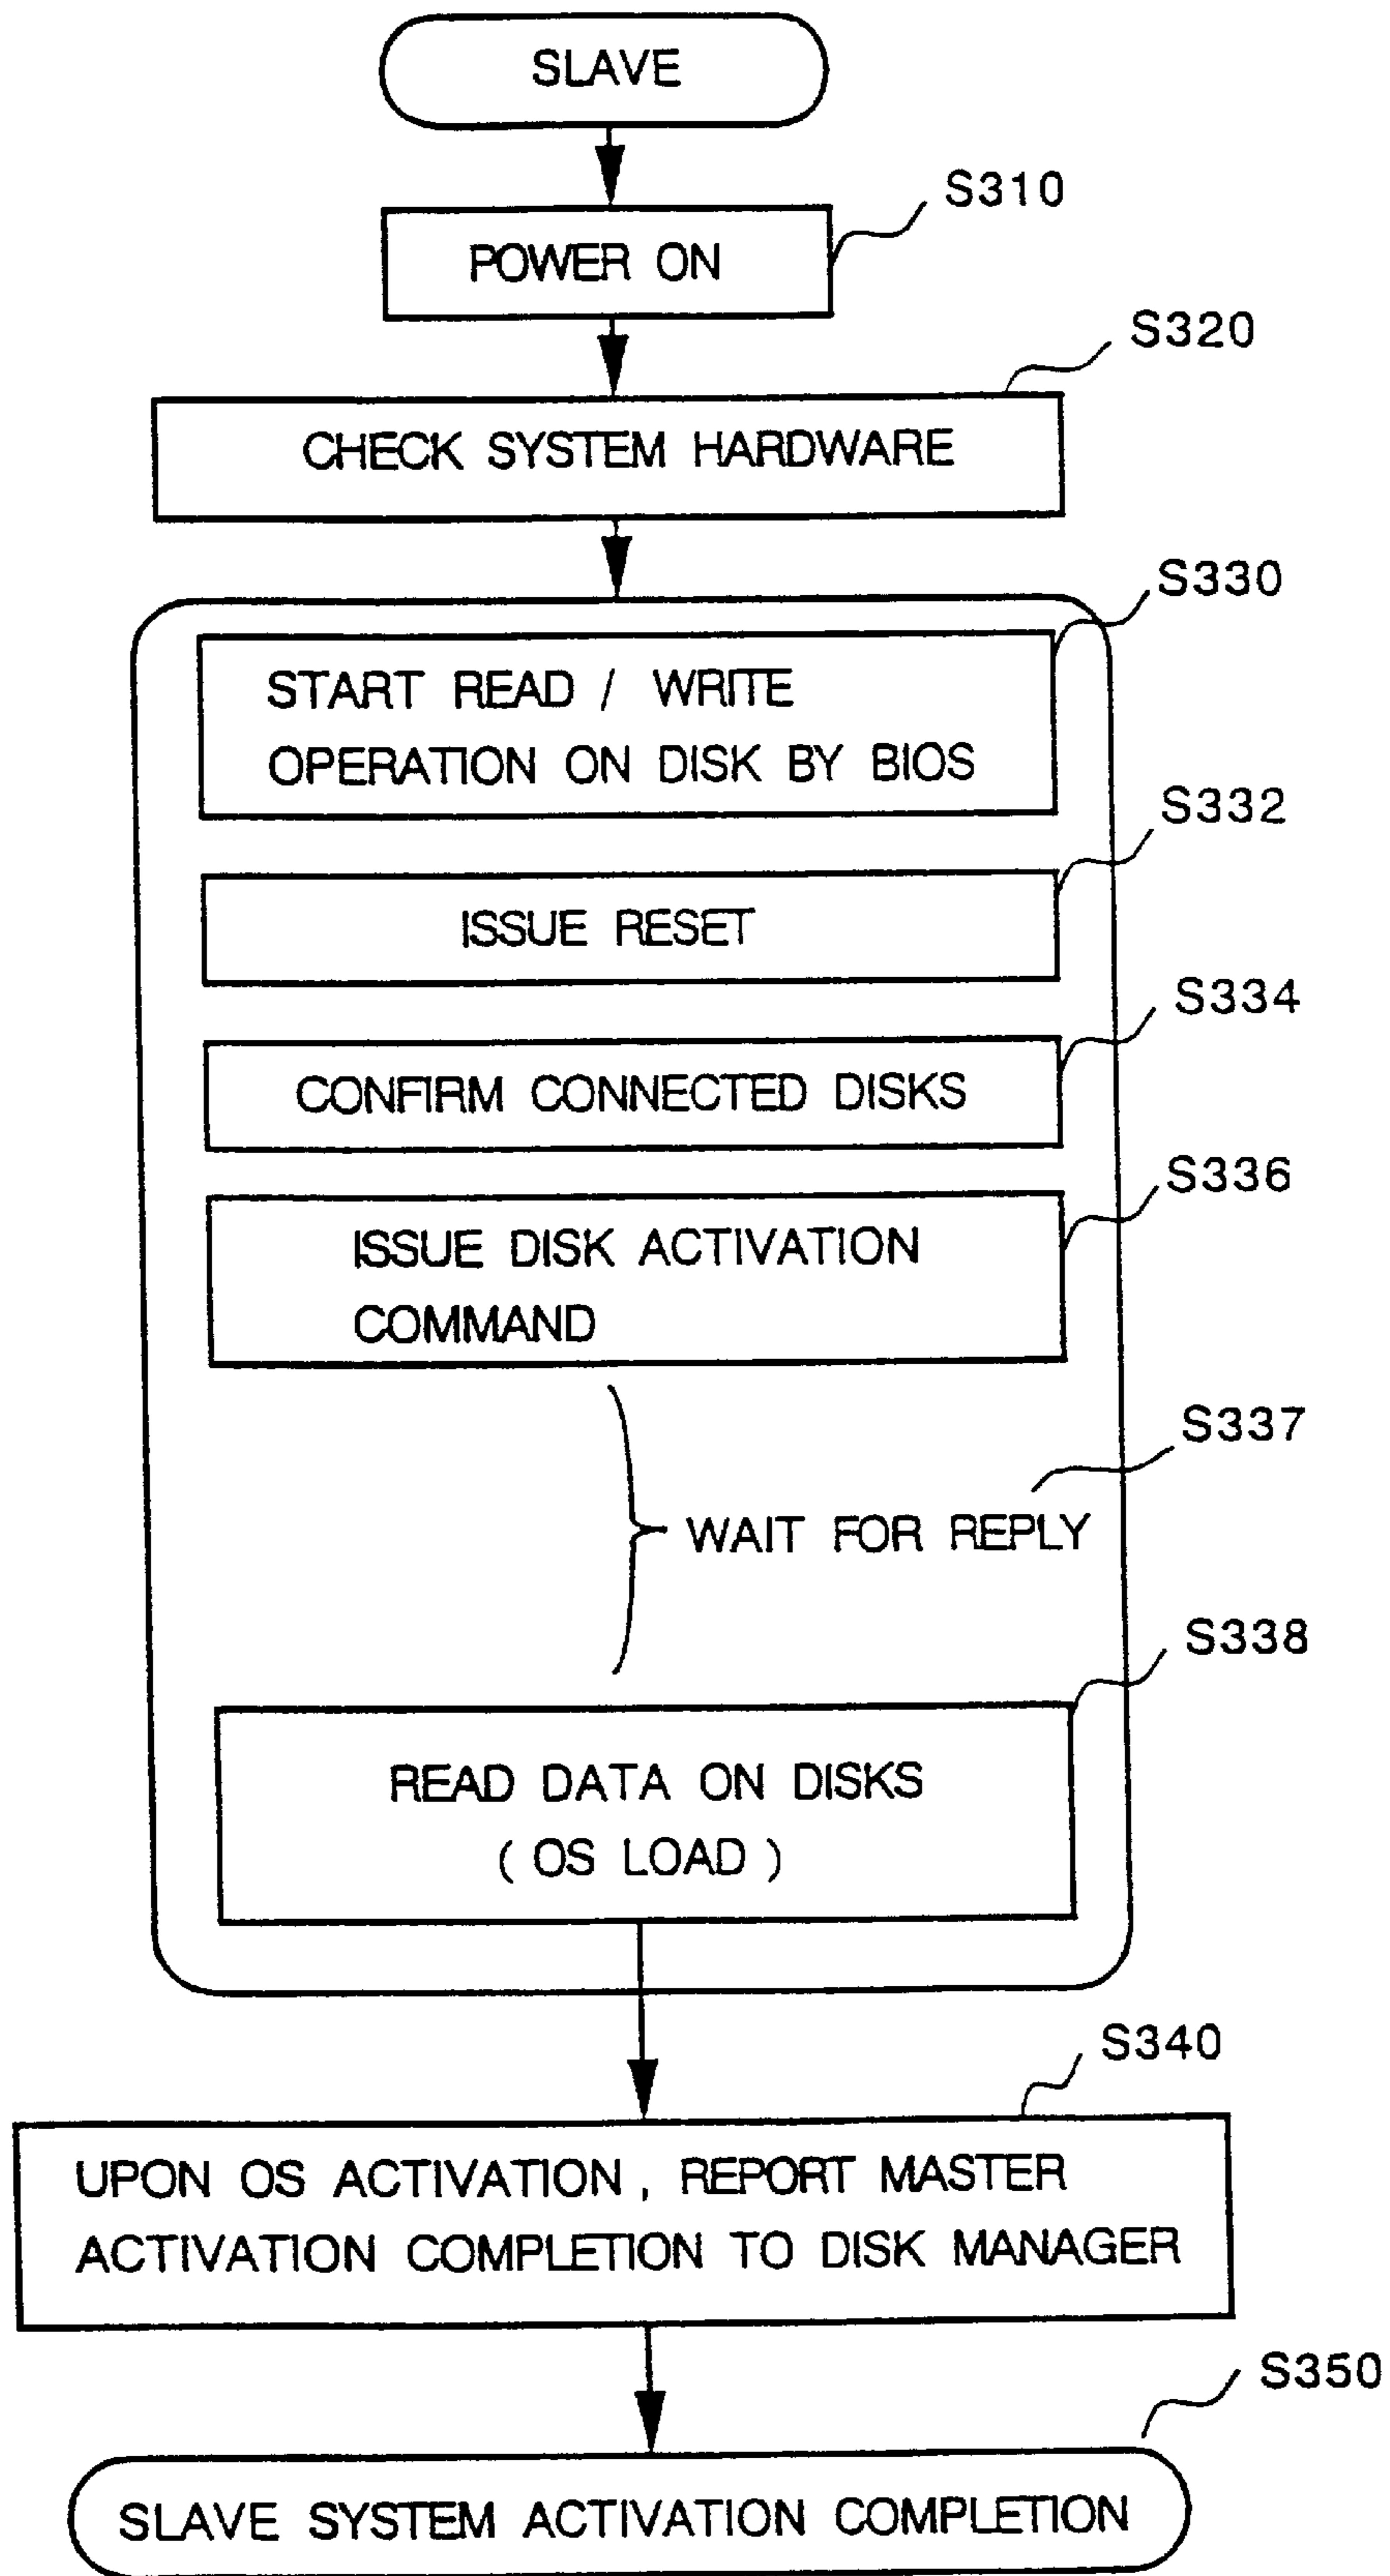 SLAVE
S310
POWER ON
S320
CHECK SYSTEM HARDWARE
S330
START READ / WRITE
OPERATION ON DISK BY BIOS
S332
ISSUE RESET
S334
CONFIRM CONNECTED DISKS
S336
ISSUE DISK ACTIVATION
COMMAND
S337
WAIT FOR REPLY
S338
READ DATA ON DISKS
( OS LOAD )
S340
UPON OS ACTIVATION, REPORT MASTER
ACTIVATION COMPLETION TO DISK MANAGER
S350
SLAVE SYSTEM ACTIVATION COMPLETION